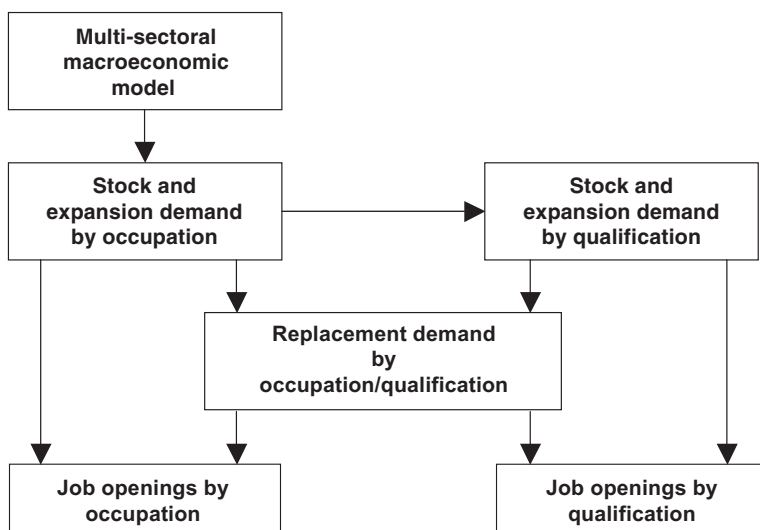 Multi-sectoral
macroeconomic
model
Stock and
expansion demand
by occupation
Stock and
expansion demand
by qualification
Replacement demand
by
occupation/qualification
Job openings by
occupation
Job openings by
qualification